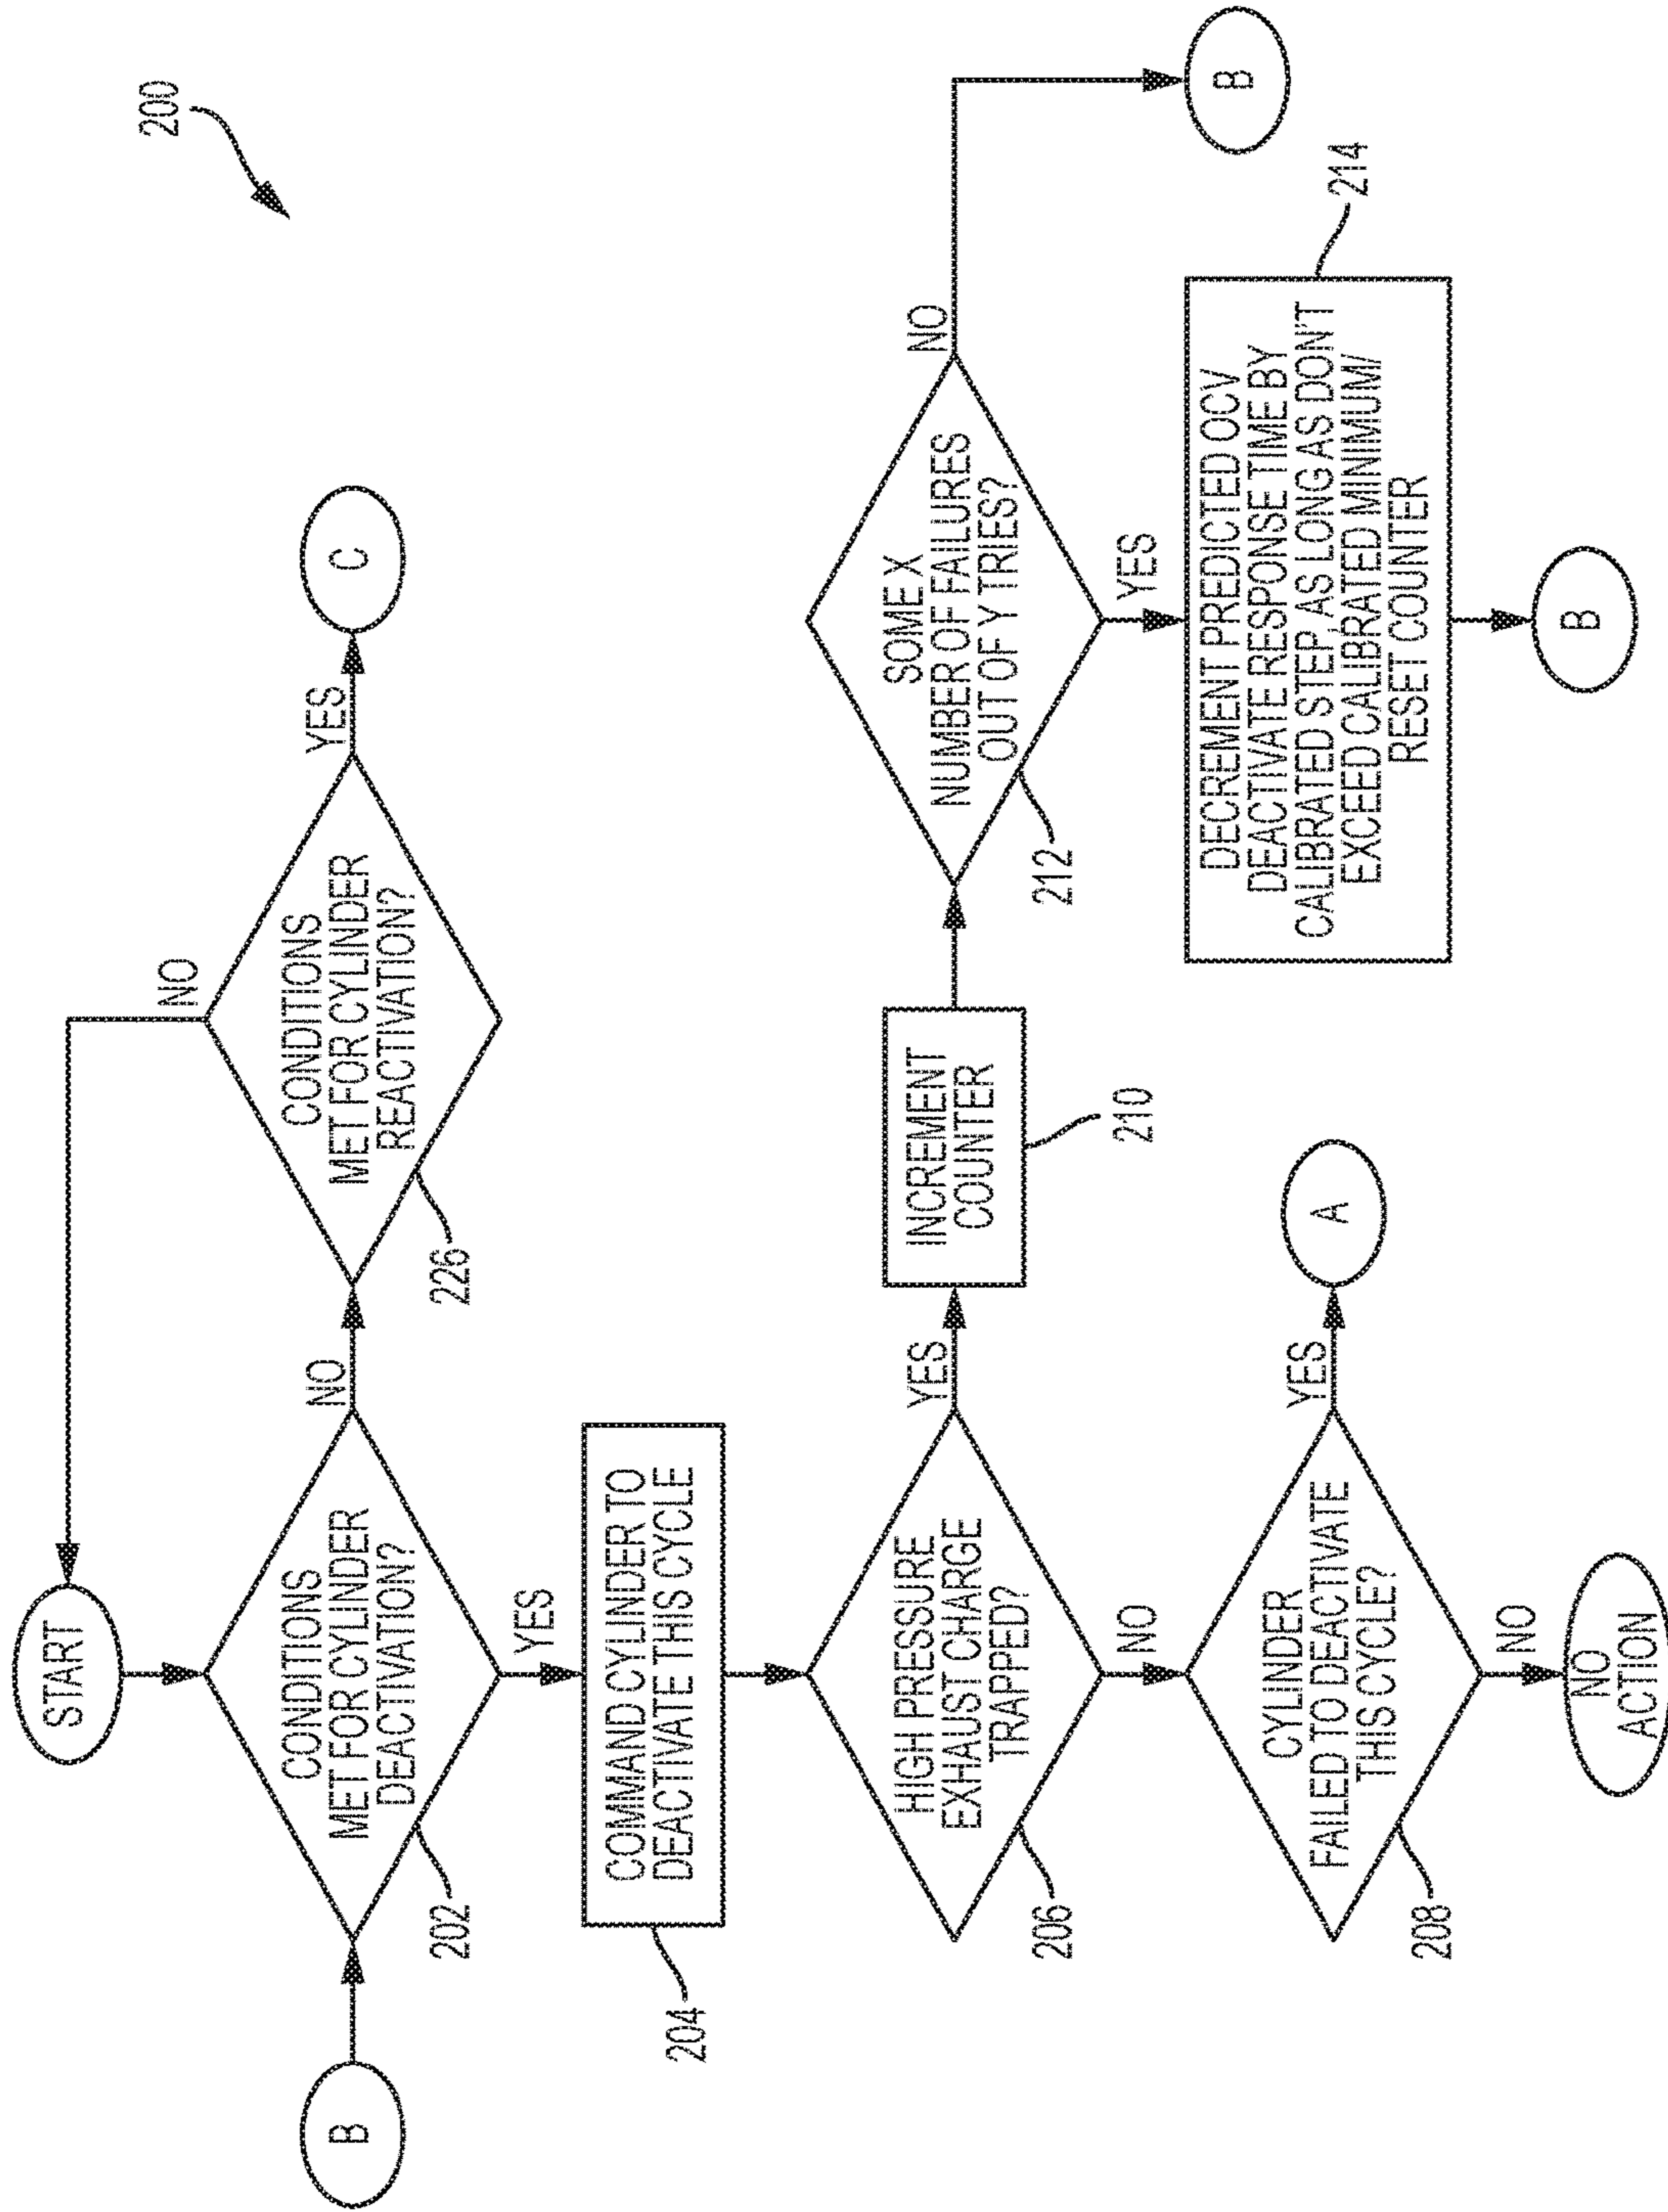 200
START
CONDITIONS
MET FOR CYLINDER
DEACTIVATION?
202
NO
YES
B
CONDITIONS
MET FOR CYLINDER
REACTIVATION?
226
NO
YES
C
COMMAND CYLINDER TO
DEACTIVATE THIS CYCLE
204
HIGH PRESSURE
EXHAUST CHARGE
TRAPPED?
206
YES
NO
INCREMENT
COUNTER
210
SOME X
NUMBER OF FAILURES
OUT OF Y TRIES?
212
NO
B
YES
DECREMENT PREDICTED OCV
DEACTIVATE RESPONSE TIME BY
CALIBRATED STEP, AS LONG AS DON'T
EXCEED CALIBRATED MINIMUM/
RESET COUNTER
214
B
CYLINDER
FAILED TO DEACTIVATE
THIS CYCLE?
208
YES
A
NO
NO
ACTION